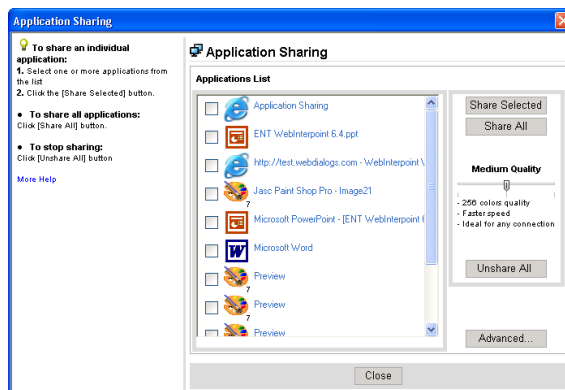 Application Sharing
To share an individual
application:
1. Select one or more applications from
the list
2. Click the [Share Selected] button.
• To share all applications:
Click [Share All] button.
• To stop sharing:
Click [Unshare All] button
More Help
Application Sharing
Applications List
Application Sharing
ENT WebInterpoint 6.4.ppt
http://test.webdialogs.com - WebInterpoint
Jasc Paint Shop Pro - Image21
7
Microsoft PowerPoint - [ENT WebInterpoint
Microsoft Word
Preview
7
Preview
7
Preview
Share Selected
Share All
Medium Quality
- 256 colors quality
- Faster speed
- Ideal for any connection
Unshare All
Advanced...
Close